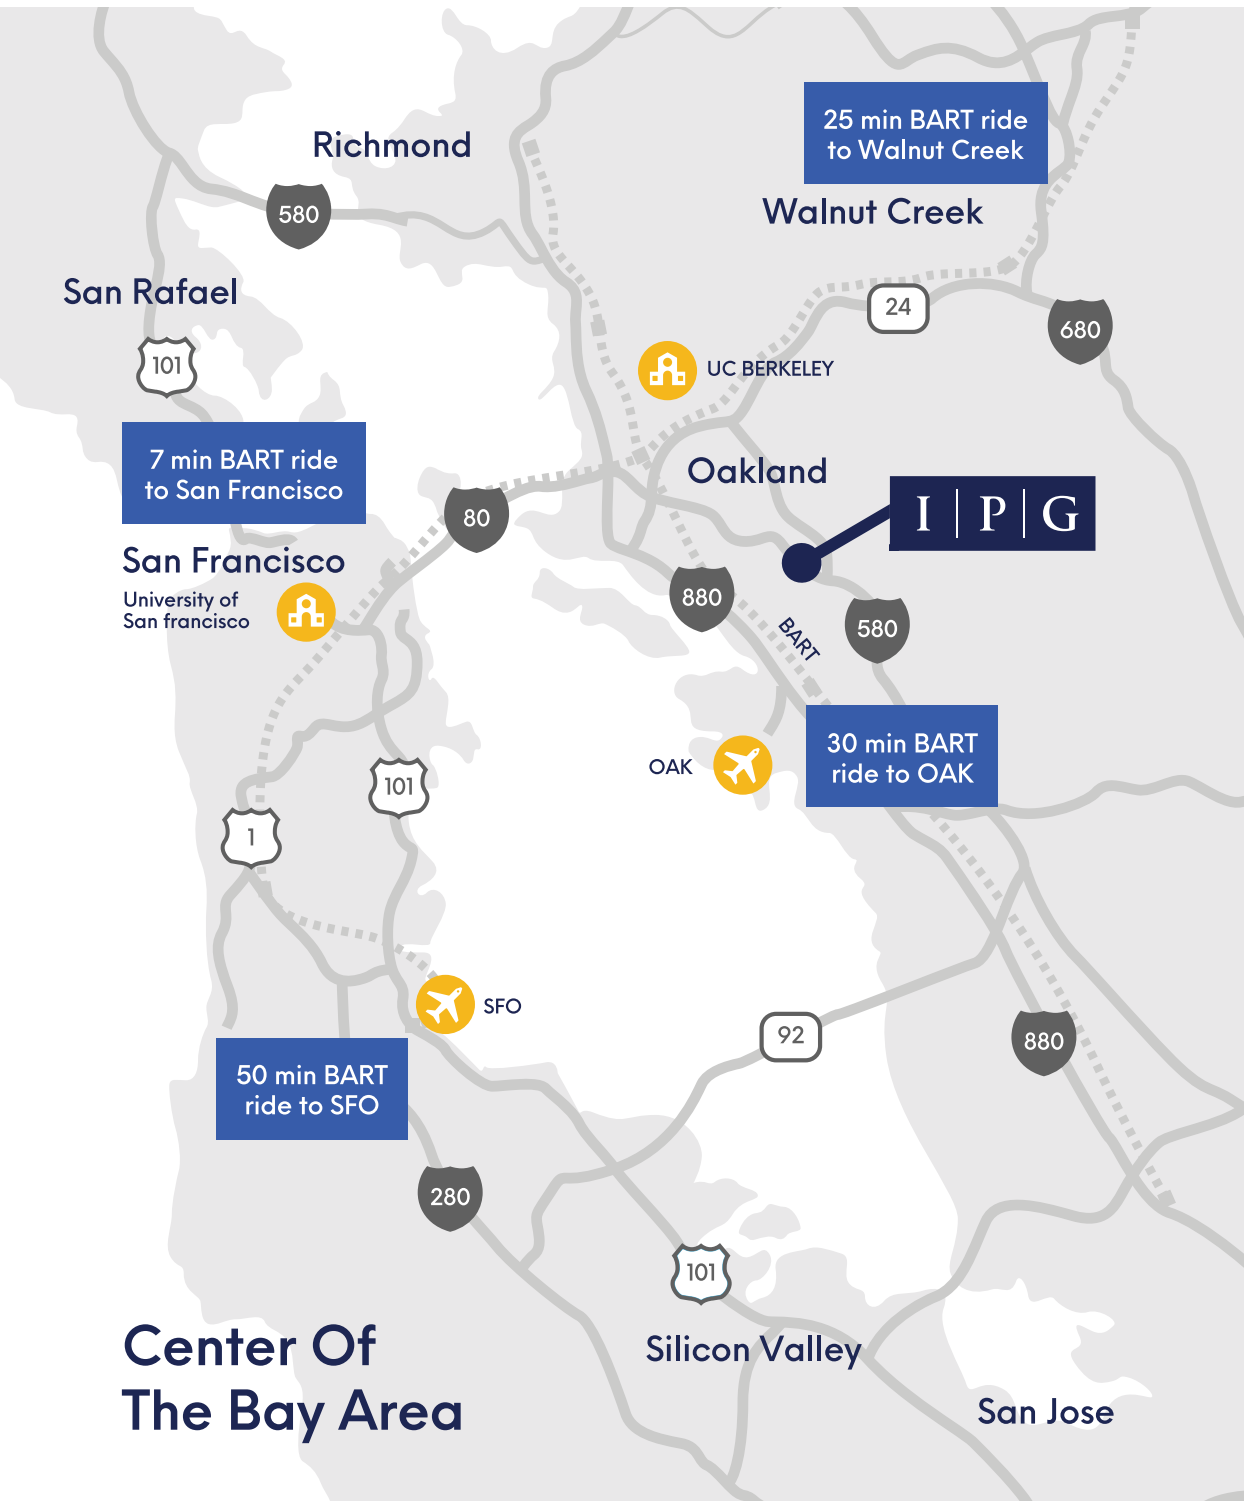 25 min BART ride
to Walnut Creek
Richmond
Walnut Creek
580
San Rafael
24
680
101
UC BERKELEY
7 min BART ride
to San Francisco
Oakland
I | P | G
80
San Francisco
University of
San francisco
880
580
BART
30 min BART
ride to OAK
OAK
101
1
SFO
92
880
50 min BART
ride to SFO
280
101
Silicon Valley
Center Of
The Bay Area
San Jose